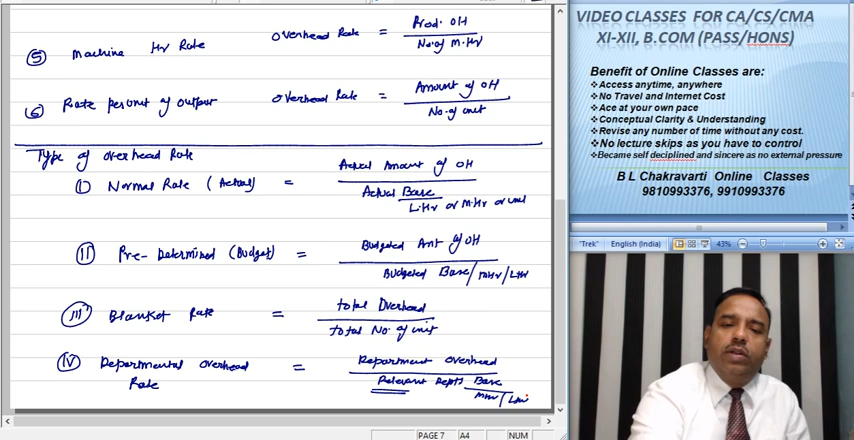 ⑤ Machine Hr Rate Overhead Rate = Prod. OH / No. of M.Hr
⑥ Rate per unit of output Overhead Rate = Amount of OH / No. of unit
Type of overhead Rate
① Normal Rate (Actual) = Actual Amount of OH / Actual Base
L.Hr or M.Hr or unit
(II) Pre-Determined (Budget) = Budgeted Amt of OH / Budgeted Base/MHr/LHr
(III) Blanket Rate = Total Overhead / Total No. of unit
(IV) Departmental Overhead Rate = Department Overhead / Relevant Deptt Base
MHr/LHr
PAGE 7 A4 NUM
VIDEO CLASSES FOR CA/CS/CMA
XI-XII, B.COM (PASS/HONS)
Benefit of Online Classes are:
❖Access anytime, anywhere
❖No Travel and Internet Cost
❖Ace at your own pace
❖Conceptual Clarity & Understanding
❖Revise any number of time without any cost.
❖No lecture skips as you have to control
❖Became self deciplined and sincere as no external pressure
B L Chakravarti Online Classes
9810993376, 9910993376
"Trek" English (India) 43%